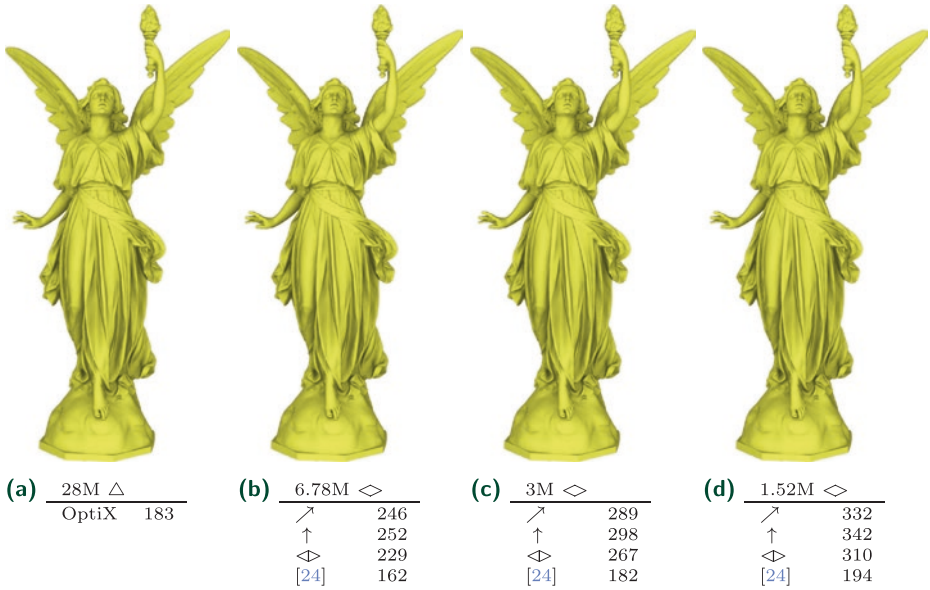 (a) 28M △
OptiX 183
(b) 6.78M ◇
↗ 246
↑ 252
◁▷ 229
[24] 162
(c) 3M ◇
↗ 289
↑ 298
◁▷ 267
[24] 182
(d) 1.52M ◇
↗ 332
↑ 342
◁▷ 310
[24] 194